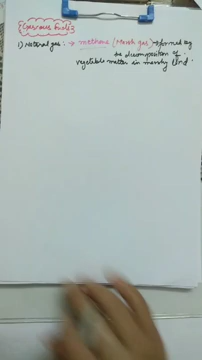 Gaseous fuels
1) Natural gas: → methane (Marsh gas) → formed by
the decomposition of
vegetable matter in marshy land.